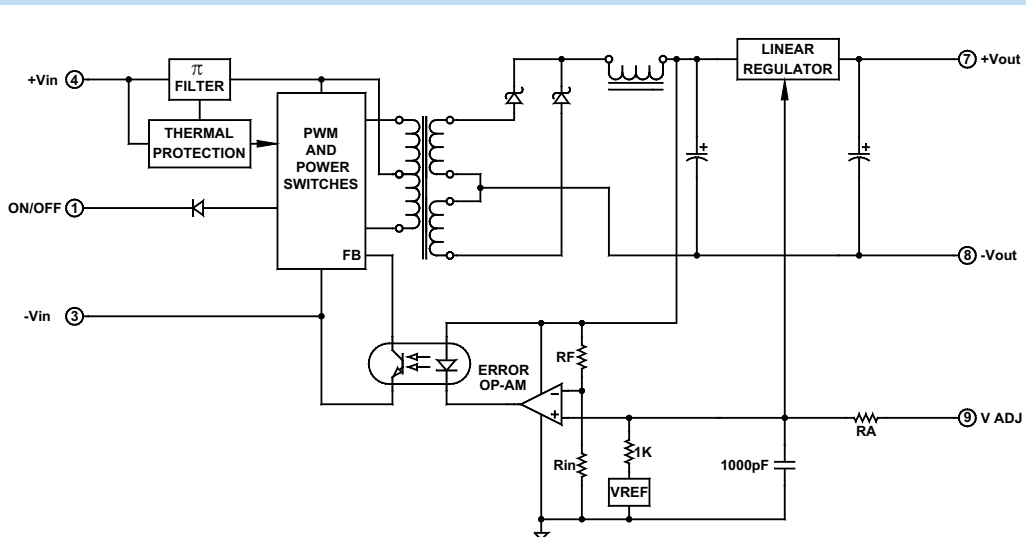 +Vin 4
π
FILTER
THERMAL
PROTECTION
ON/OFF 1
PWM
AND
POWER
SWITCHES
FB
-Vin 3
LINEAR
REGULATOR
7 +Vout
+
+
8 -Vout
ERROR
OP-AM
RF
−
+
Rin
1K
VREF
1000pF
RA
9 V ADJ